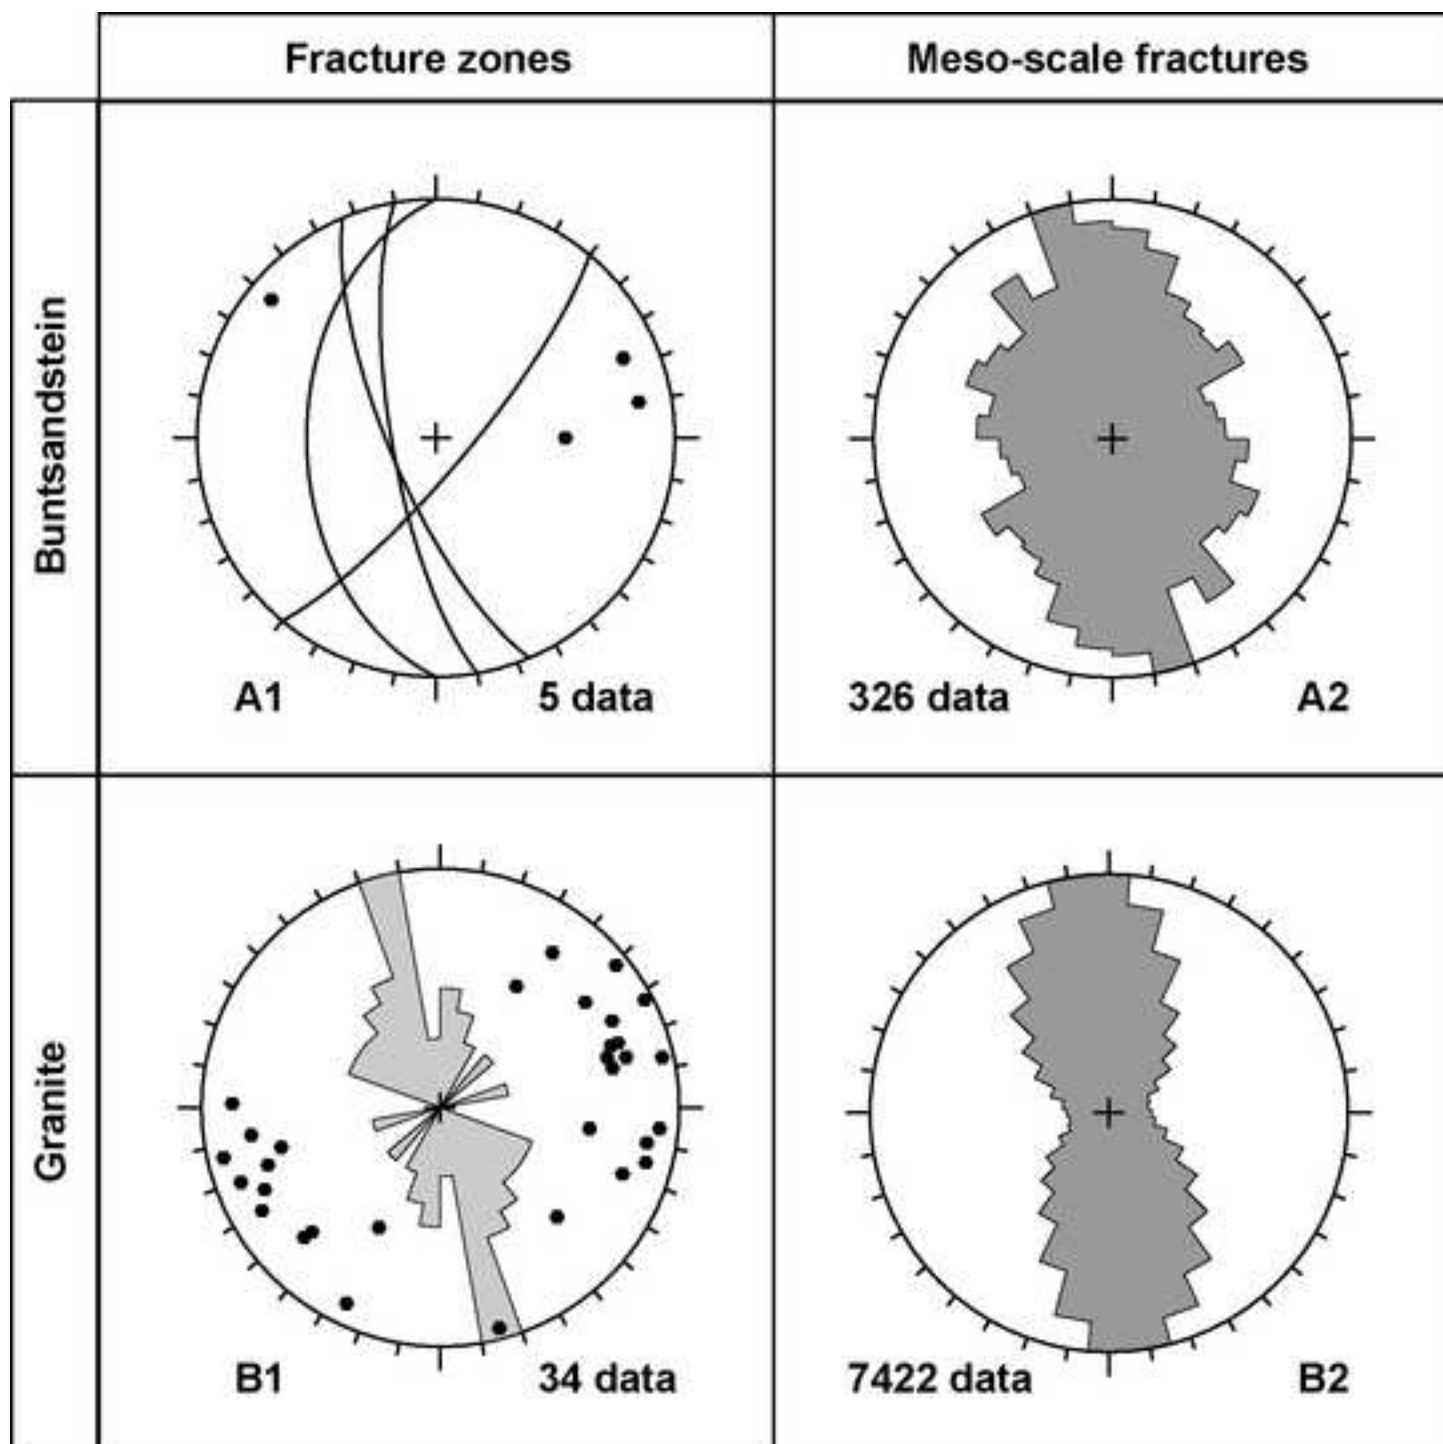 Fracture zones
Meso-scale fractures
Buntsandstein
A1
5 data
326 data
A2
Granite
B1
34 data
7422 data
B2